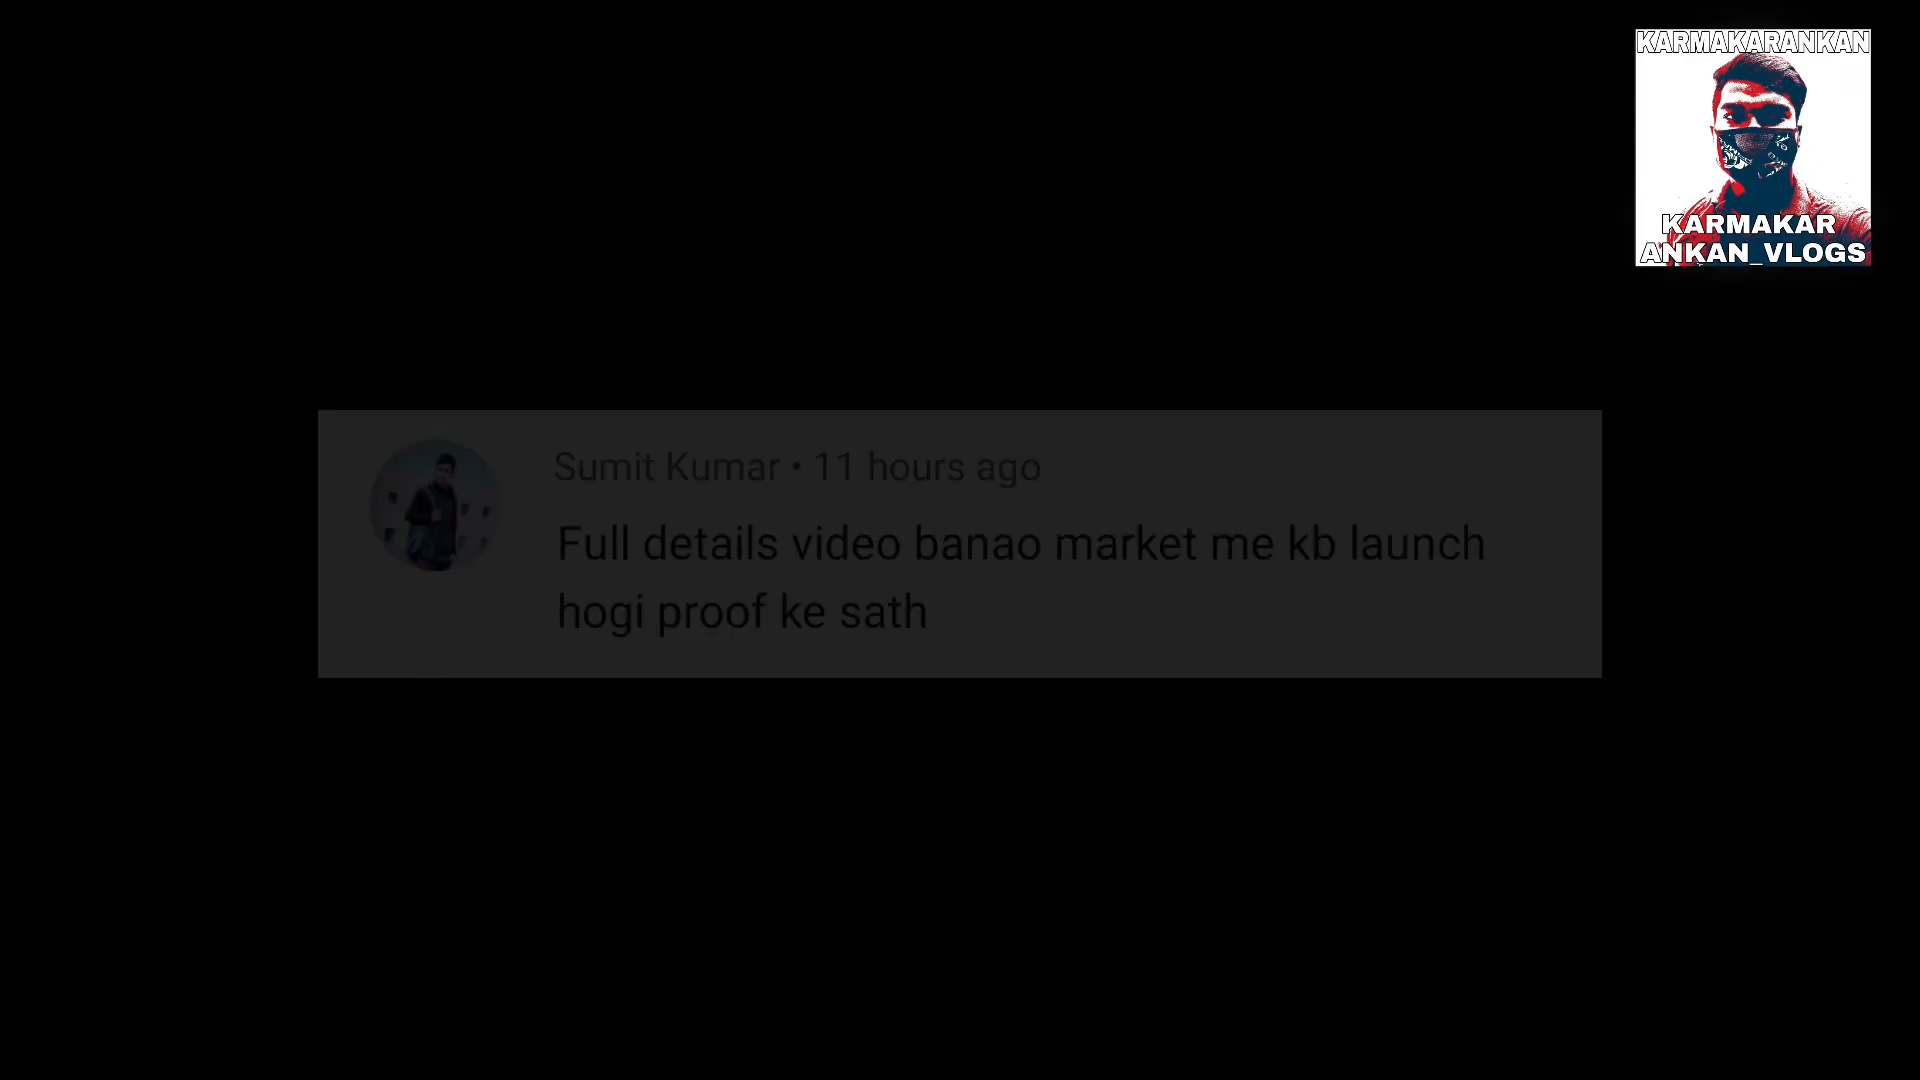 KARMAKARANKAN
KARMAKAR
ANKAN_VLOGS
Sumit Kumar • 11 hours ago
Full details video banao market me kb launch
hogi proof ke sath